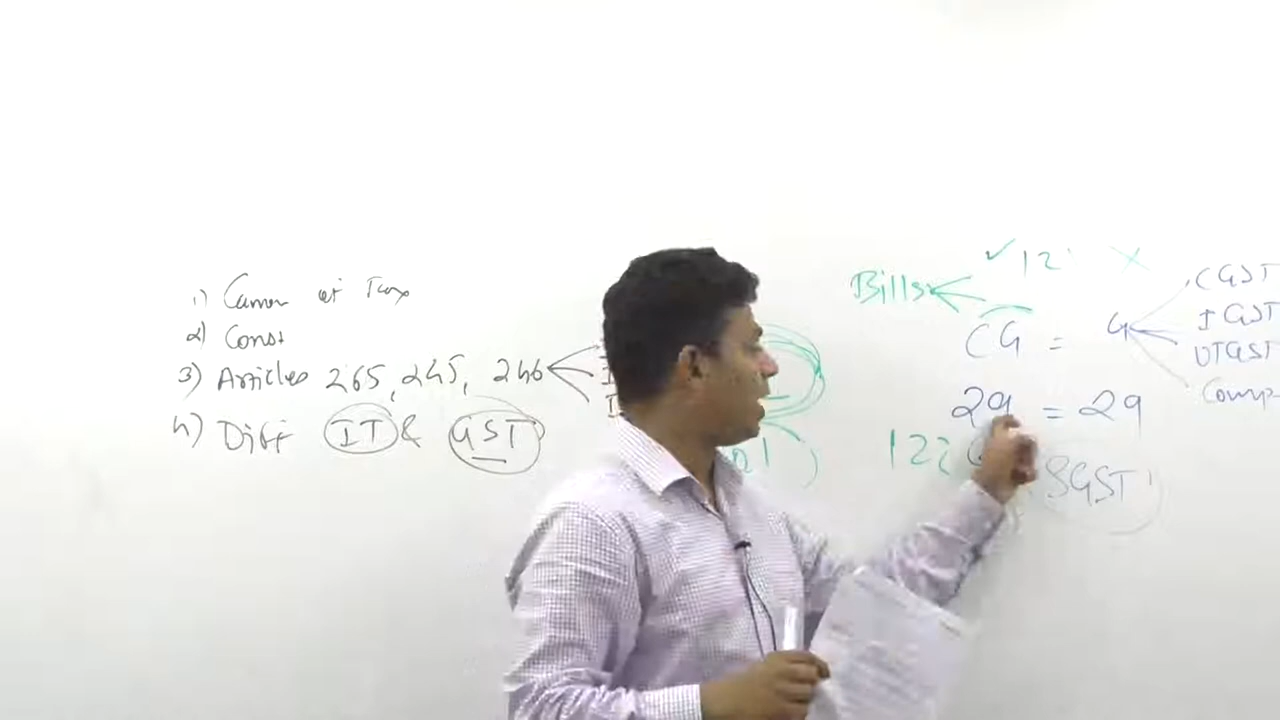 1) Canon of Tax
2) Const
3) Articles 265, 245, 246
4) Diff IT & GST
Bills
✓ 12 X
CG = 4
CGST
IGST
UTGST
Comp
29 = 29
122
SGST